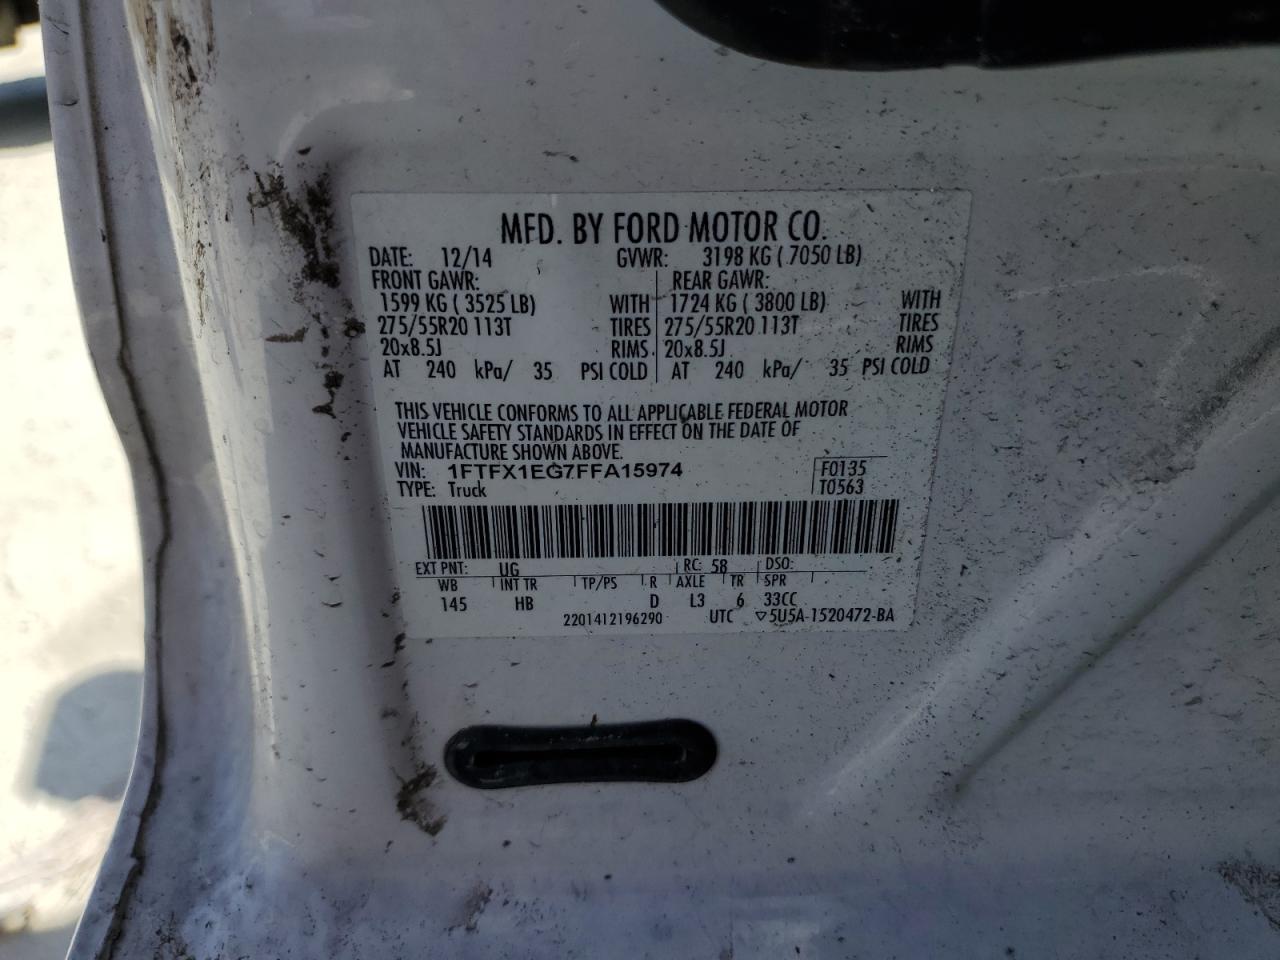 MFD. BY FORD MOTOR CO.
DATE: 12/14 GVWR: 3198 KG ( 7050 LB)
FRONT GAWR: REAR GAWR:
1599 KG ( 3525 LB) WITH 1724 KG ( 3800 LB) WITH
275/55R20 113T TIRES 275/55R20 113T TIRES
20x8.5J RIMS 20x8.5J RIMS
AT 240 kPa/ 35 PSI COLD AT 240 kPa/ 35 PSI COLD
THIS VEHICLE CONFORMS TO ALL APPLICABLE FEDERAL MOTOR
VEHICLE SAFETY STANDARDS IN EFFECT ON THE DATE OF
MANUFACTURE SHOWN ABOVE.
VIN: 1FTFX1EG7FFA15974 F0135
TYPE: Truck T0563
EXT PNT: UG RC: 58 DSO:
WB INT TR TP/PS R AXLE TR SPR
145 HB D L3 6 33CC
2201412196290 UTC ▽5U5A-1520472-BA